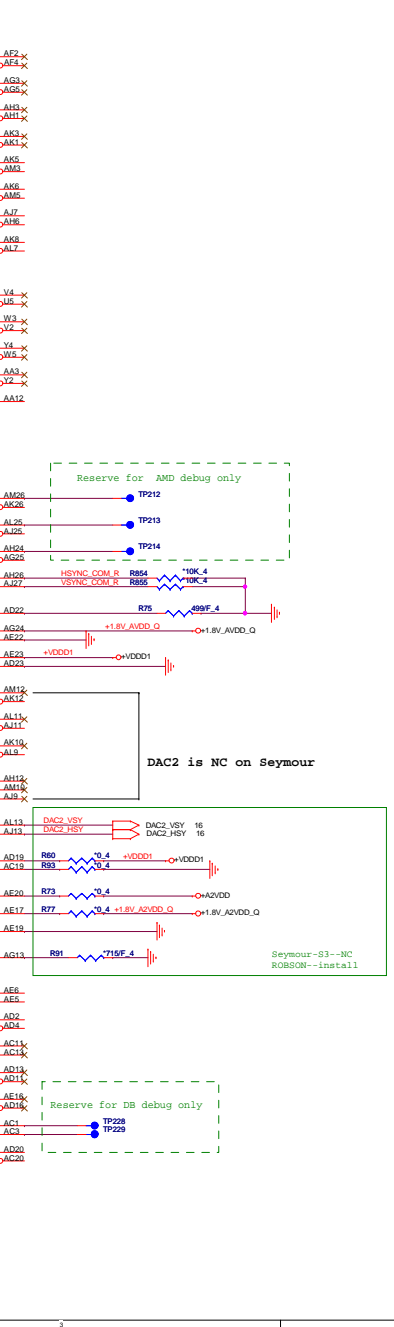 AF2
AF4
AG3
AG5
AH3
AH1
AK3
AK1
AK5
AM3
AK6
AM5
AJ7
AH6
AK8
AL7
V4
U5
W3
V2
Y4
W5
AA3
Y2
AA12
Reserve for AMD debug only
AM26 TP212
AK26
AL25 TP213
AJ25
AH24 TP214
AG25
AH26 HSYNC_COM_R R854 *10K_4
AJ27 VSYNC_COM_R R855 10K_4
AD22 R75 499/F_4
AG24 +1.8V_AVDD_Q +1.8V_AVDD_Q
AE22
AE23 +VDDD1 +VDDD1
AD23
AM12
AK12
AL11
AJ11
AK10
AL9
DAC2 is NC on Seymour
AH12
AM10
AJ9
AL13 DAC2_VSY DAC2_VSY 16
AJ13 DAC2_HSY DAC2_HSY 16
AD19 R60 *0_4 +VDDD1 +VDDD1
AC19 R93 *0_4
AE20 R73 *0_4 +A2VDD
AE17 R77 *0_4 +1.8V_A2VDD_Q +1.8V_A2VDD_Q
AE19
AG13 R91 *715/F_4
Seymour-S3--NC
ROBSON--install
AE6
AE5
AD2
AD4
AC11
AC13
AD13
AD11
AE16
AD16
Reserve for DB debug only
AC1 TP228
AC3 TP229
AD20
AC20
3